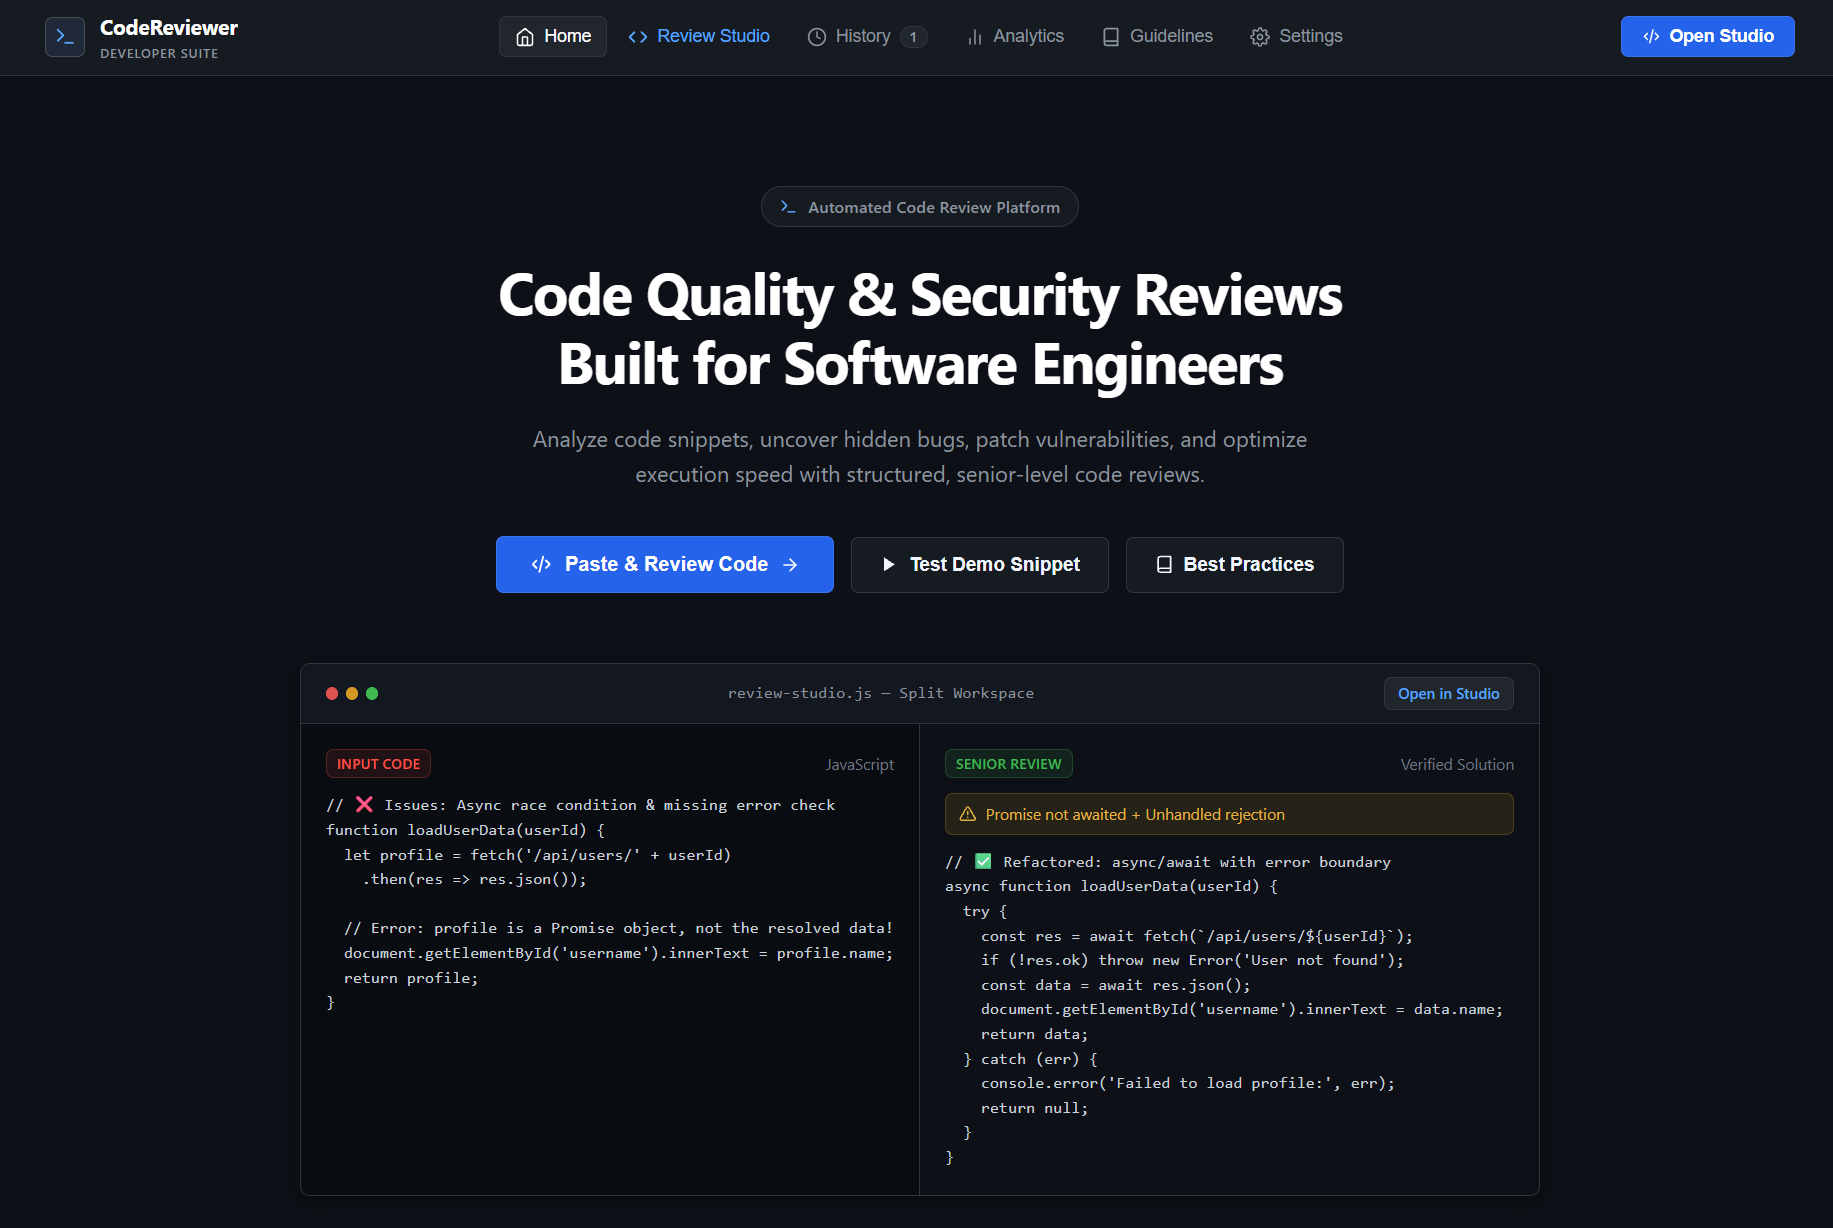 CodeReviewer
DEVELOPER SUITE
Home
Review Studio
History 1
Analytics
Guidelines
Settings
Open Studio
Automated Code Review Platform
Code Quality & Security Reviews
Built for Software Engineers
Analyze code snippets, uncover hidden bugs, patch vulnerabilities, and optimize
execution speed with structured, senior-level code reviews.
Paste & Review Code →
Test Demo Snippet
Best Practices
review-studio.js — Split Workspace
Open in Studio
INPUT CODE
JavaScript
// ❌ Issues: Async race condition & missing error check
function loadUserData(userId) {
  let profile = fetch('/api/users/' + userId)
    .then(res => res.json());

  // Error: profile is a Promise object, not the resolved data!
  document.getElementById('username').innerText = profile.name;
  return profile;
}
SENIOR REVIEW
Verified Solution
Promise not awaited + Unhandled rejection
// ✅ Refactored: async/await with error boundary
async function loadUserData(userId) {
  try {
    const res = await fetch(`/api/users/${userId}`);
    if (!res.ok) throw new Error('User not found');
    const data = await res.json();
    document.getElementById('username').innerText = data.name;
    return data;
  } catch (err) {
    console.error('Failed to load profile:', err);
    return null;
  }
}